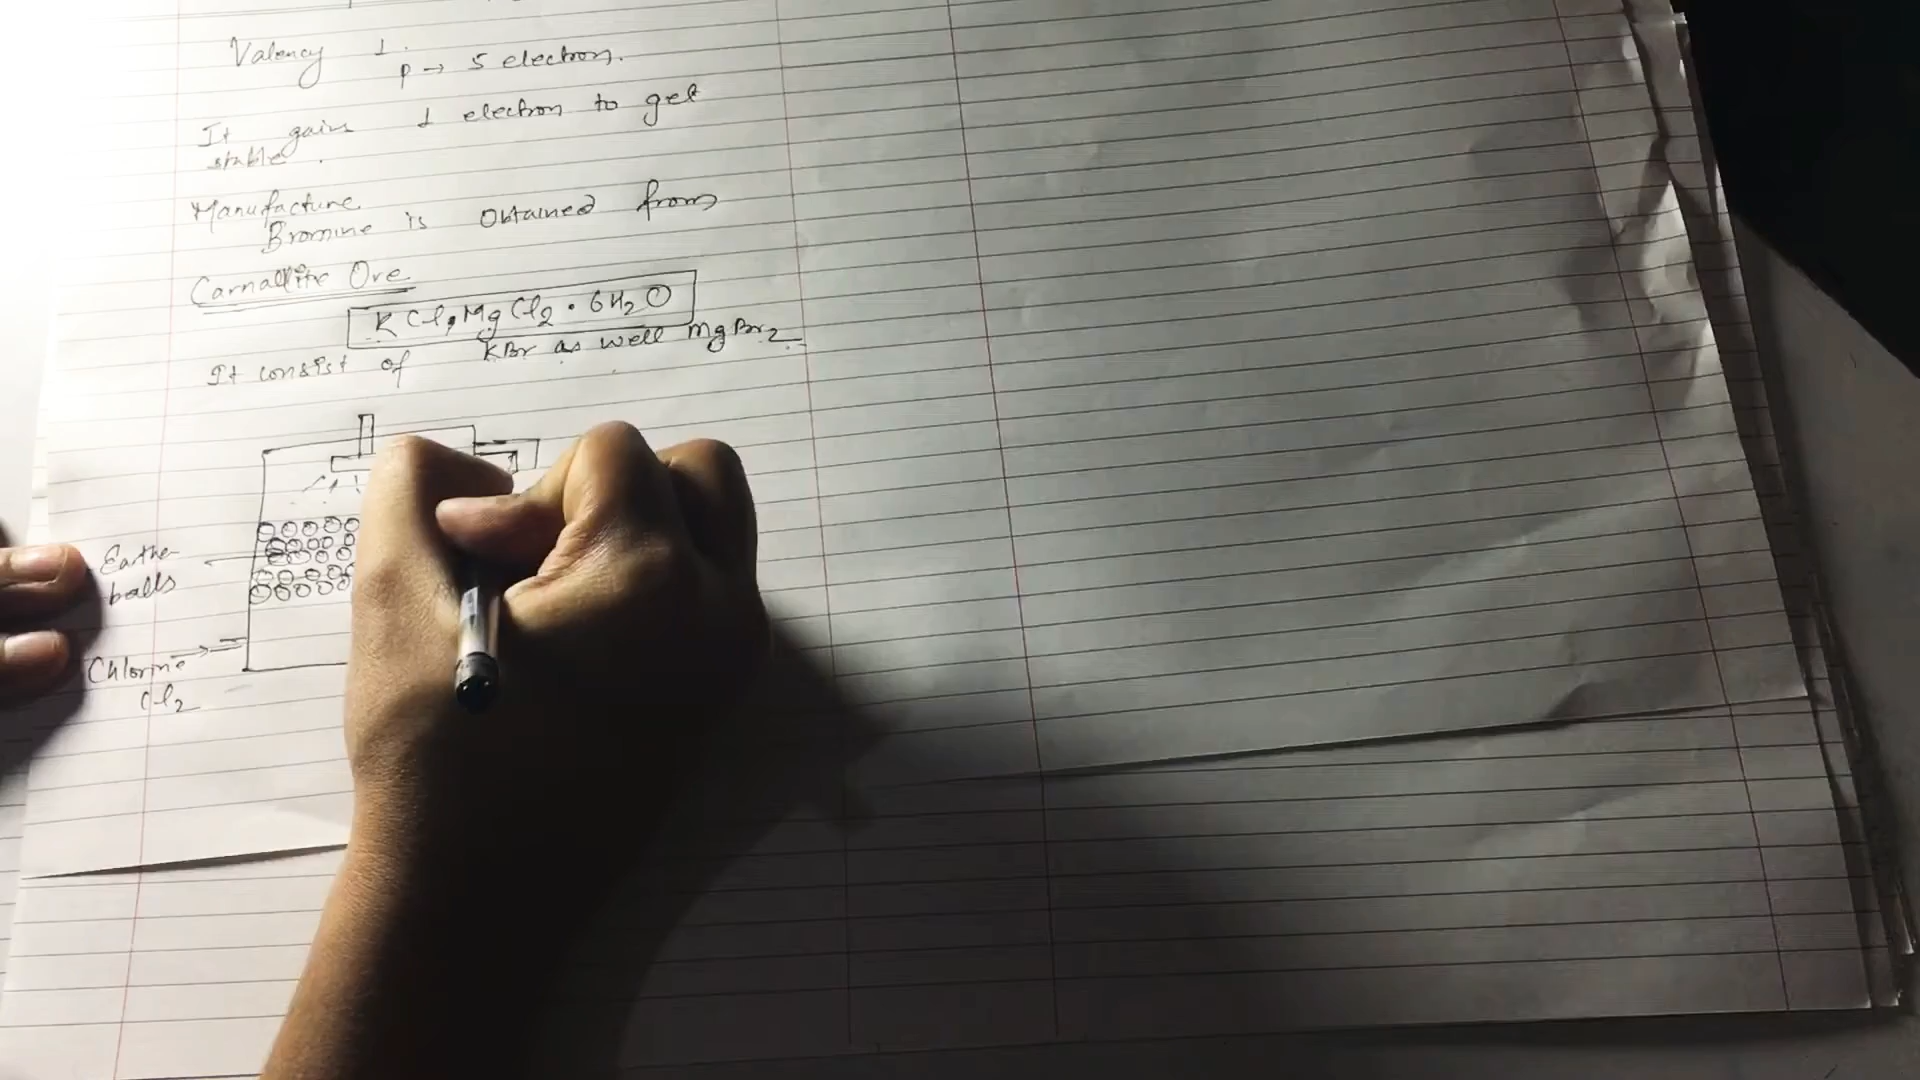 Valency 1.
p → 5 electron.
It gains 1 electron to get
stable.
Manufacture
Bromine is Obtained from
Carnallite Ore
KCl, MgCl2 • 6H2O
It consist of KBr as well MgBr2
Earthe
balls
Chlorine
Cl2